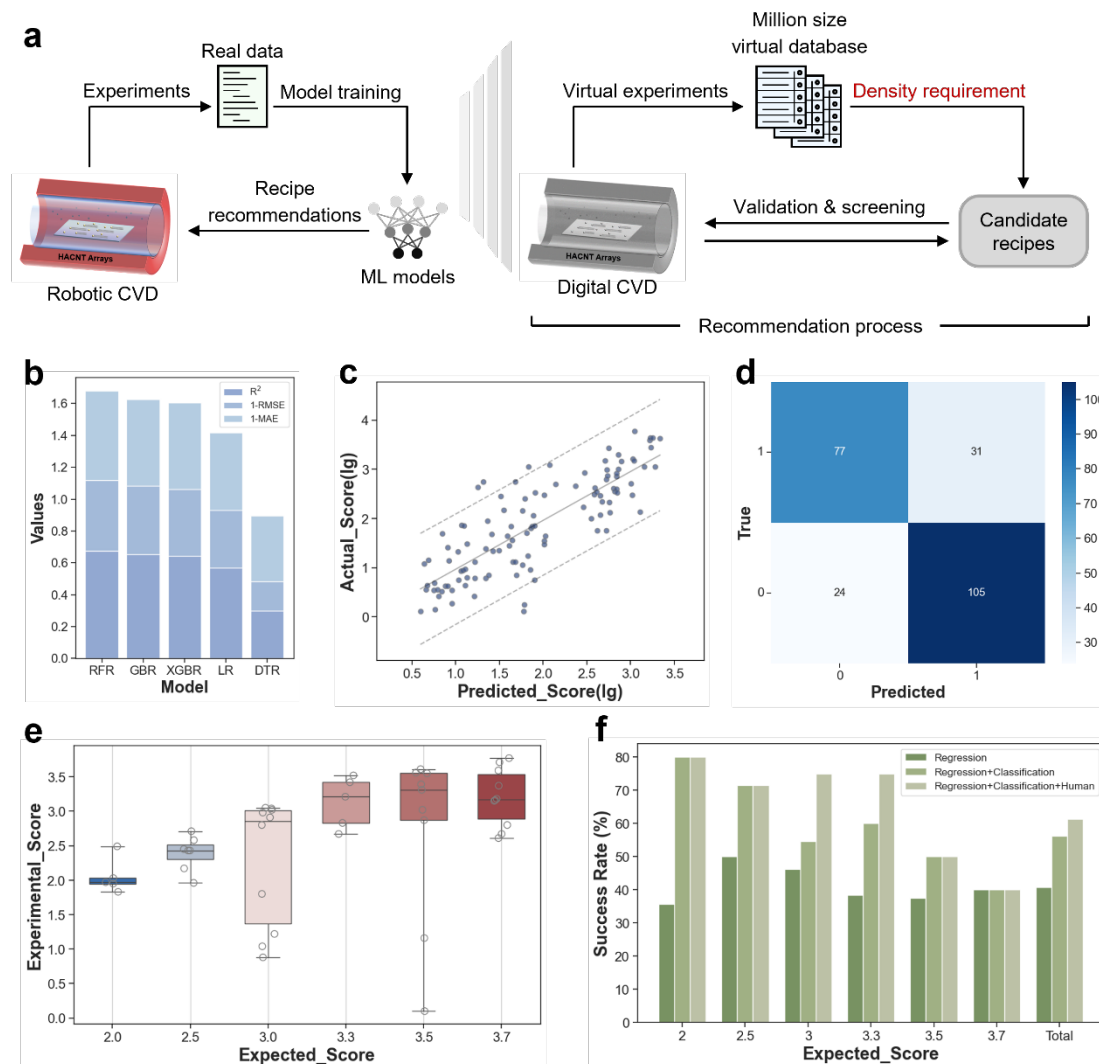 a
Real data
Million size
virtual database
Experiments
Model training
Virtual experiments
Density requirement
Recipe
recommendations
Validation & screening
Candidate
recipes
HACNT Arrays
HACNT Arrays
Robotic CVD
ML models
Digital CVD
Recommendation process
b
R²
1-RMSE
1-MAE
1.6
1.4
1.2
1.0
0.8
0.6
0.4
0.2
0.0
Values
RFR GBR XGBR LR DTR
Model
c
4
3
2
1
0
Actual_Score(lg)
0.5 1.0 1.5 2.0 2.5 3.0 3.5
Predicted_Score(lg)
d
77 31
24 105
1
0
True
0 1
Predicted
100
90
80
70
60
50
40
30
e
3.5
3.0
2.5
2.0
1.5
1.0
0.5
0.0
Experimental_Score
2.0 2.5 3.0 3.3 3.5 3.7
Expected_Score
f
Regression
Regression+Classification
Regression+Classification+Human
80
70
60
50
40
30
20
10
0
Success Rate (%)
2 2.5 3 3.3 3.5 3.7 Total
Expected_Score